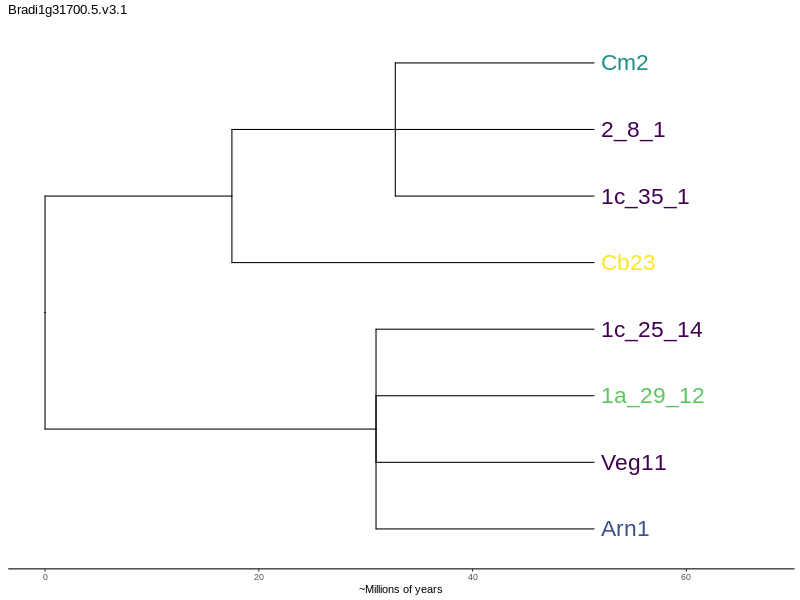 Bradi1g31700.5.v3.1
Cm2
2_8_1
1c_35_1
Cb23
1c_25_14
1a_29_12
Veg11
Arn1
0 20 40 60
~Millions of years